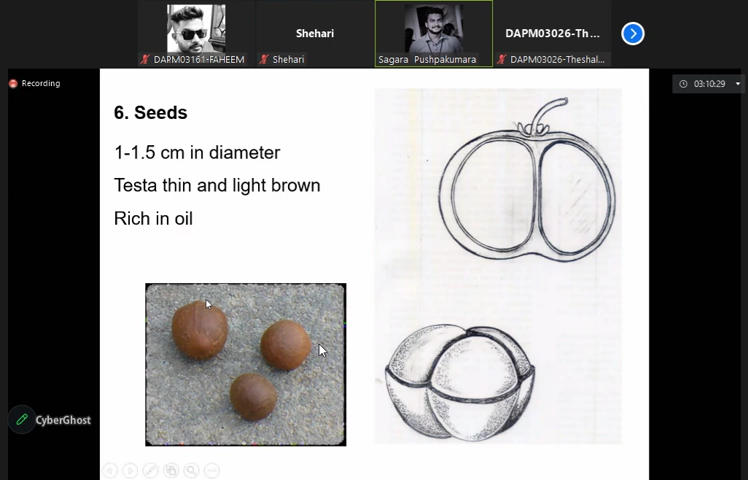 Shehari
DAPM03026-Th...
DARM03161-FAHEEM
Shehari
Sagara Pushpakumara
DAPM03026-Theshal...
Recording
03:10:29
6. Seeds
1-1.5 cm in diameter
Testa thin and light brown
Rich in oil
CyberGhost